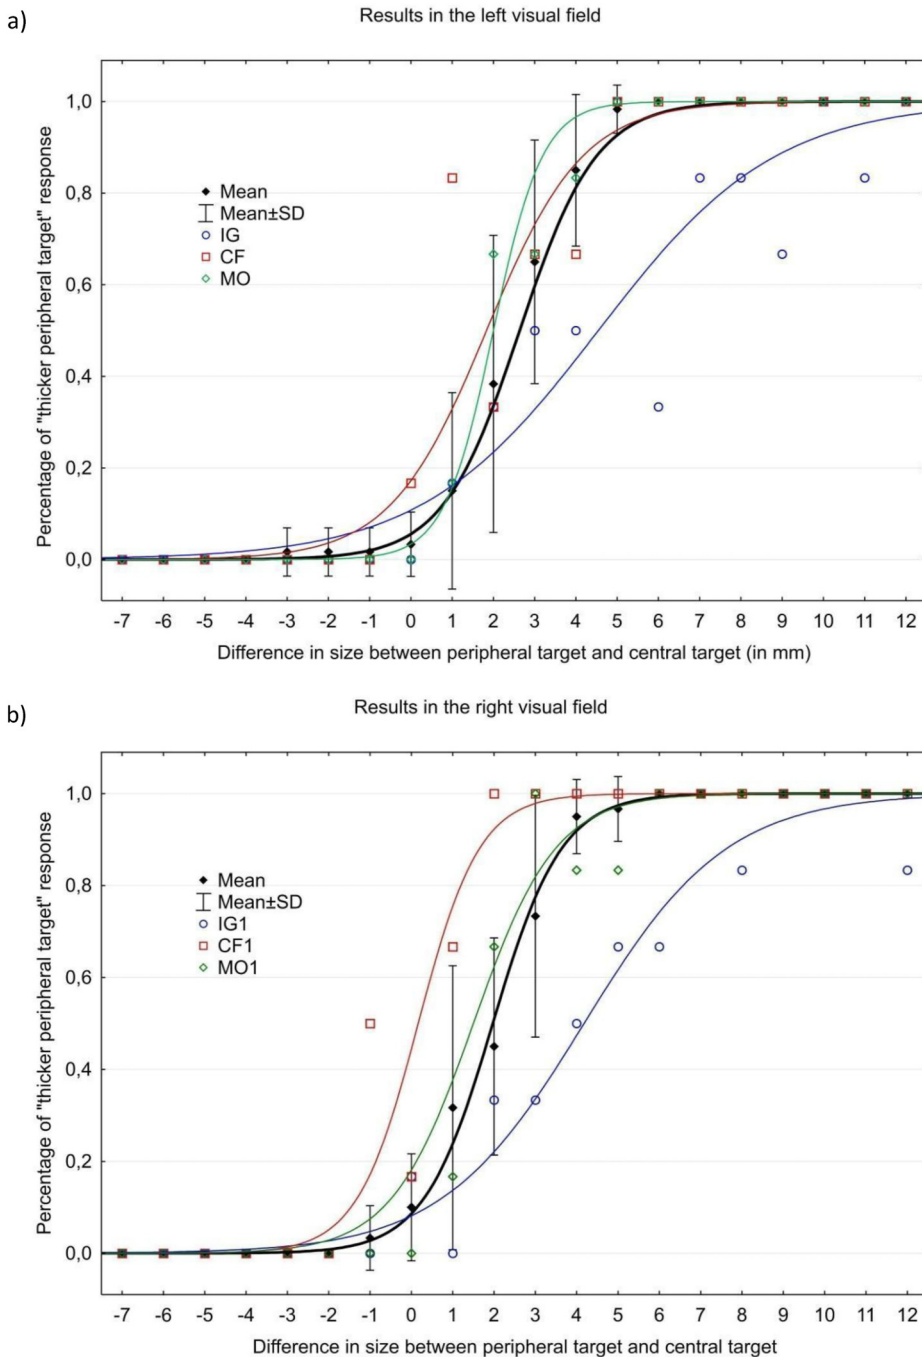 a)
Results in the left visual field
Percentage of "thicker peripheral target" response
1,0
0,8
0,6
0,4
0,2
0,0
Mean
Mean±SD
IG
CF
MO
-7 -6 -5 -4 -3 -2 -1 0 1 2 3 4 5 6 7 8 9 10 11 12
Difference in size between peripheral target and central target (in mm)
b)
Results in the right visual field
Percentage of "thicker peripheral target" response
1,0
0,8
0,6
0,4
0,2
0,0
Mean
Mean±SD
IG1
CF1
MO1
-7 -6 -5 -4 -3 -2 -1 0 1 2 3 4 5 6 7 8 9 10 11 12
Difference in size between peripheral target and central target